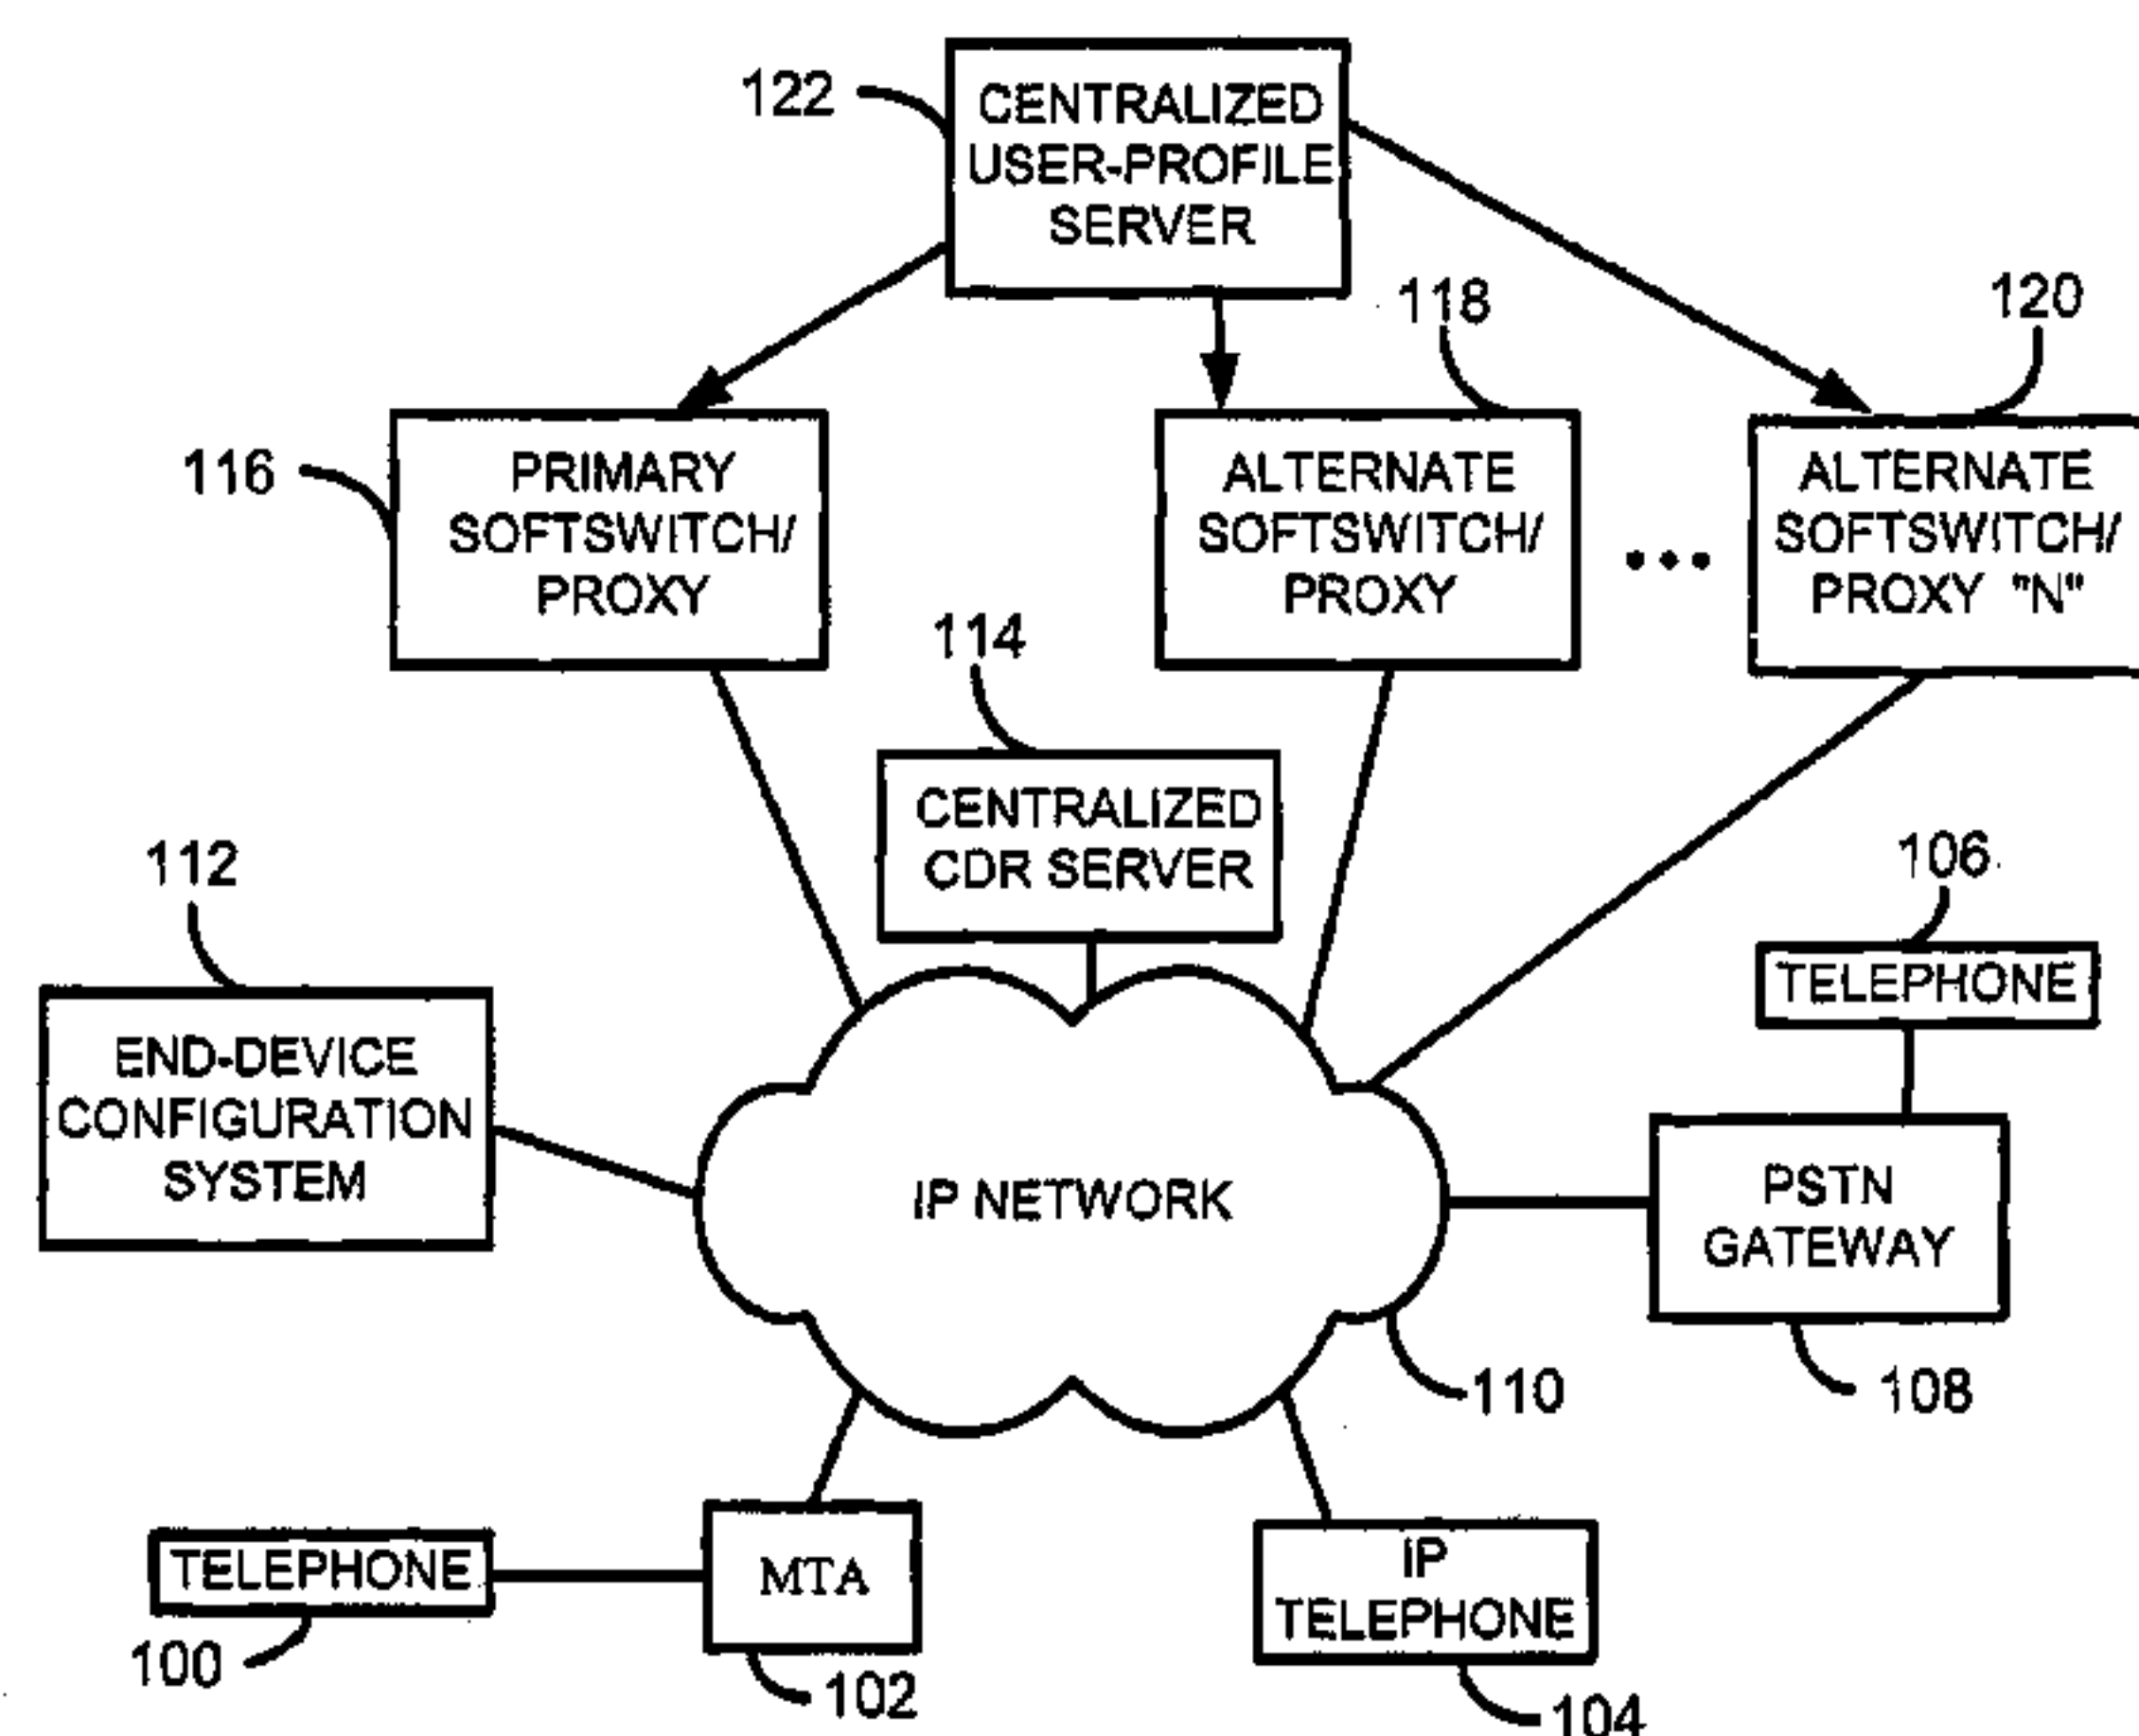 122
CENTRALIZED
USER-PROFILE
SERVER
118
120
116
PRIMARY
SOFTSWITCH/
PROXY
ALTERNATE
SOFTSWITCH/
PROXY
...
ALTERNATE
SOFTSWITCH/
PROXY "N"
114
CENTRALIZED
CDR SERVER
112
106
TELEPHONE
END-DEVICE
CONFIGURATION
SYSTEM
IP NETWORK
PSTN
GATEWAY
110
108
TELEPHONE
MTA
IP
TELEPHONE
100
102
104